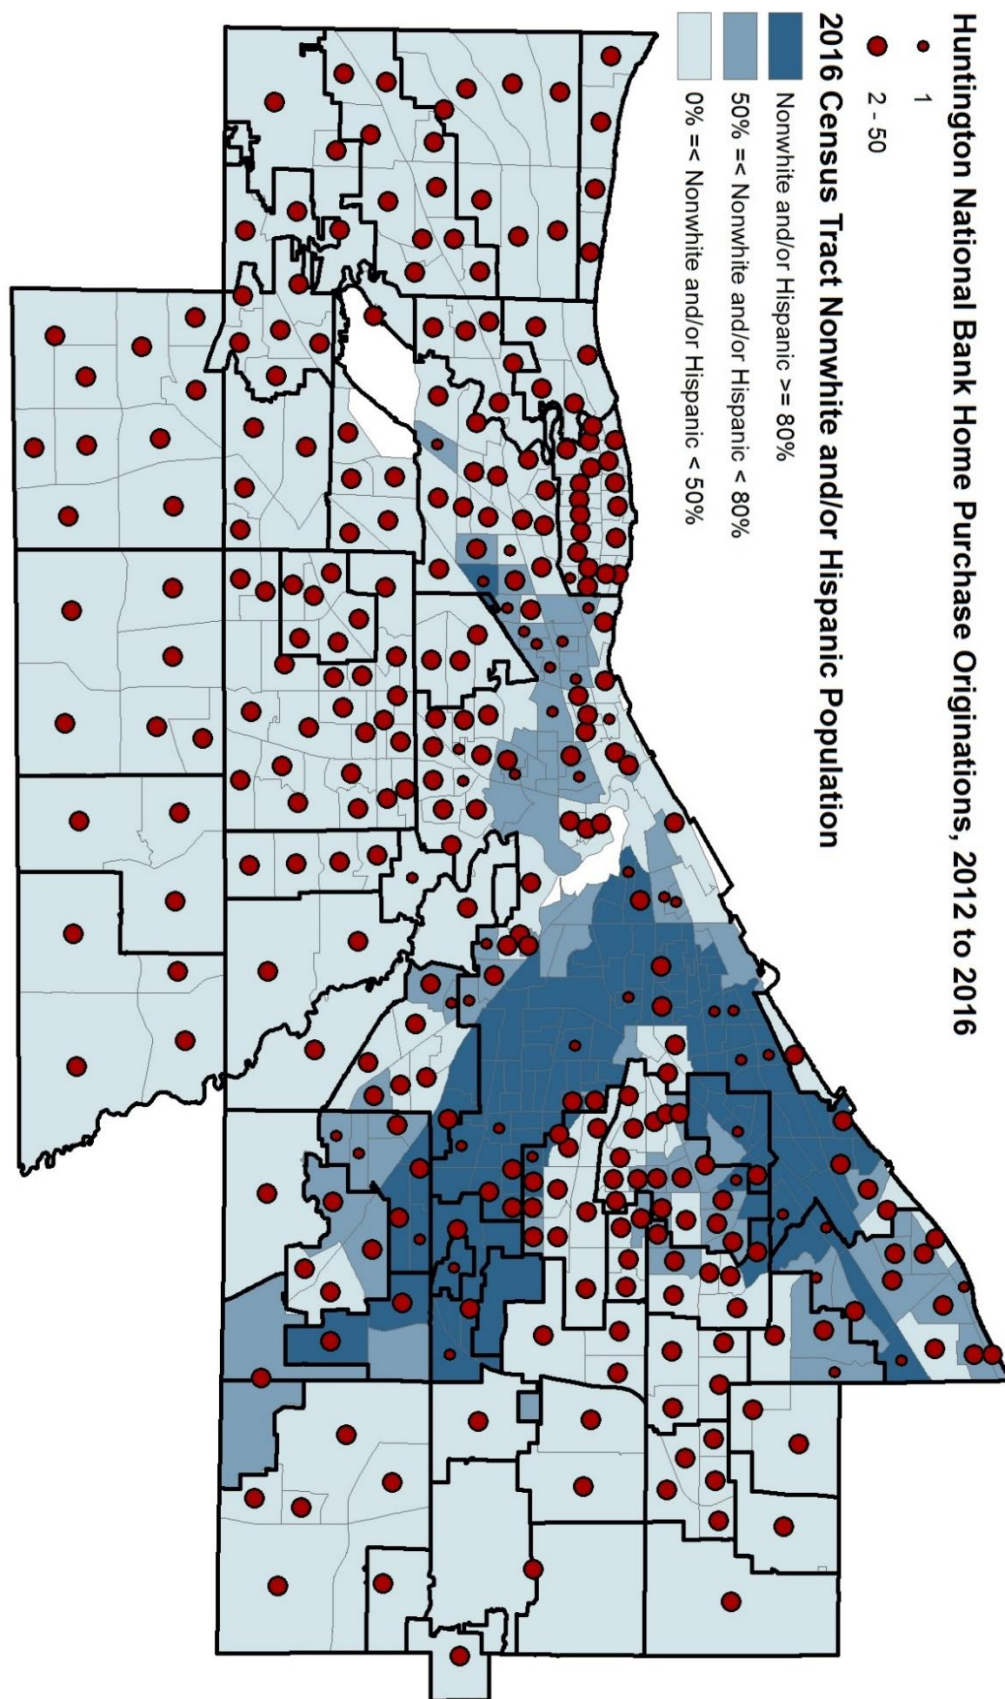 Huntington National Bank Home Purchase Originations, 2012 to 2016
1
2 - 50
2016 Census Tract Nonwhite and/or Hispanic Population
Nonwhite and/or Hispanic >= 80%
50% =< Nonwhite and/or Hispanic < 80%
0% =< Nonwhite and/or Hispanic < 50%